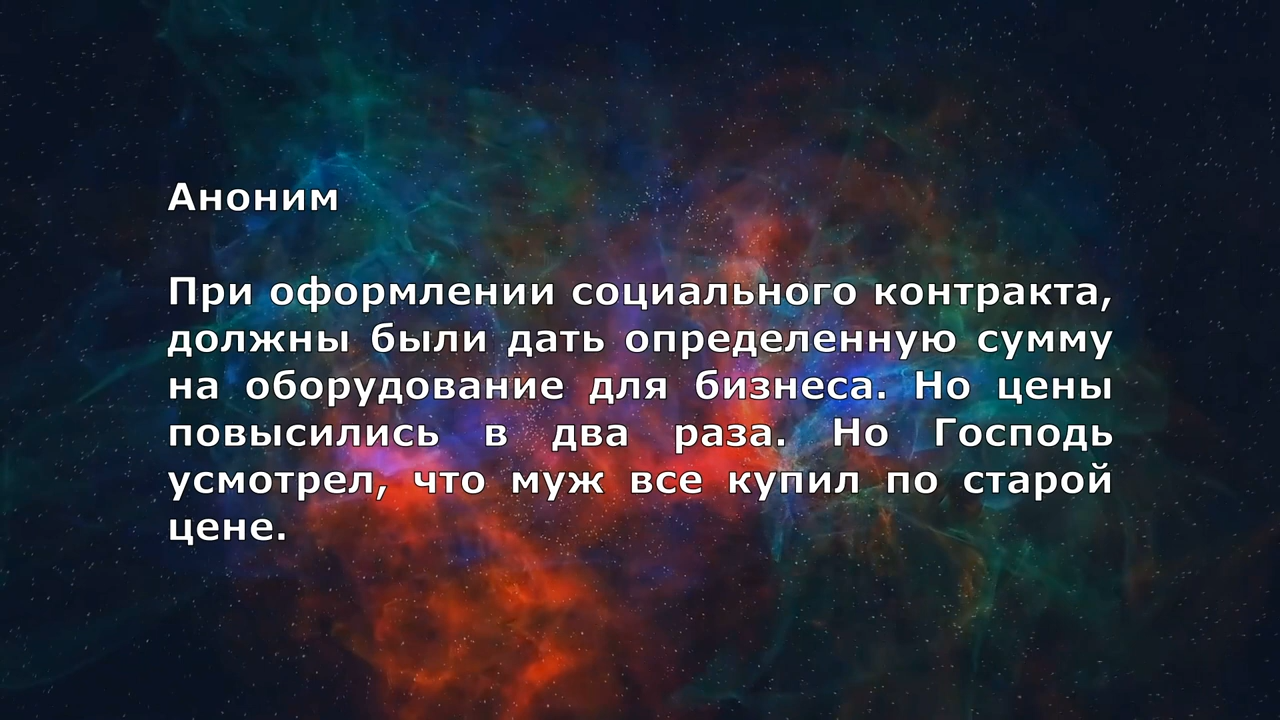 Аноним
При оформлении социального контракта,
должны были дать определенную сумму
на оборудование для бизнеса. Но цены
повысились в два раза. Но Господь
усмотрел, что муж все купил по старой
цене.